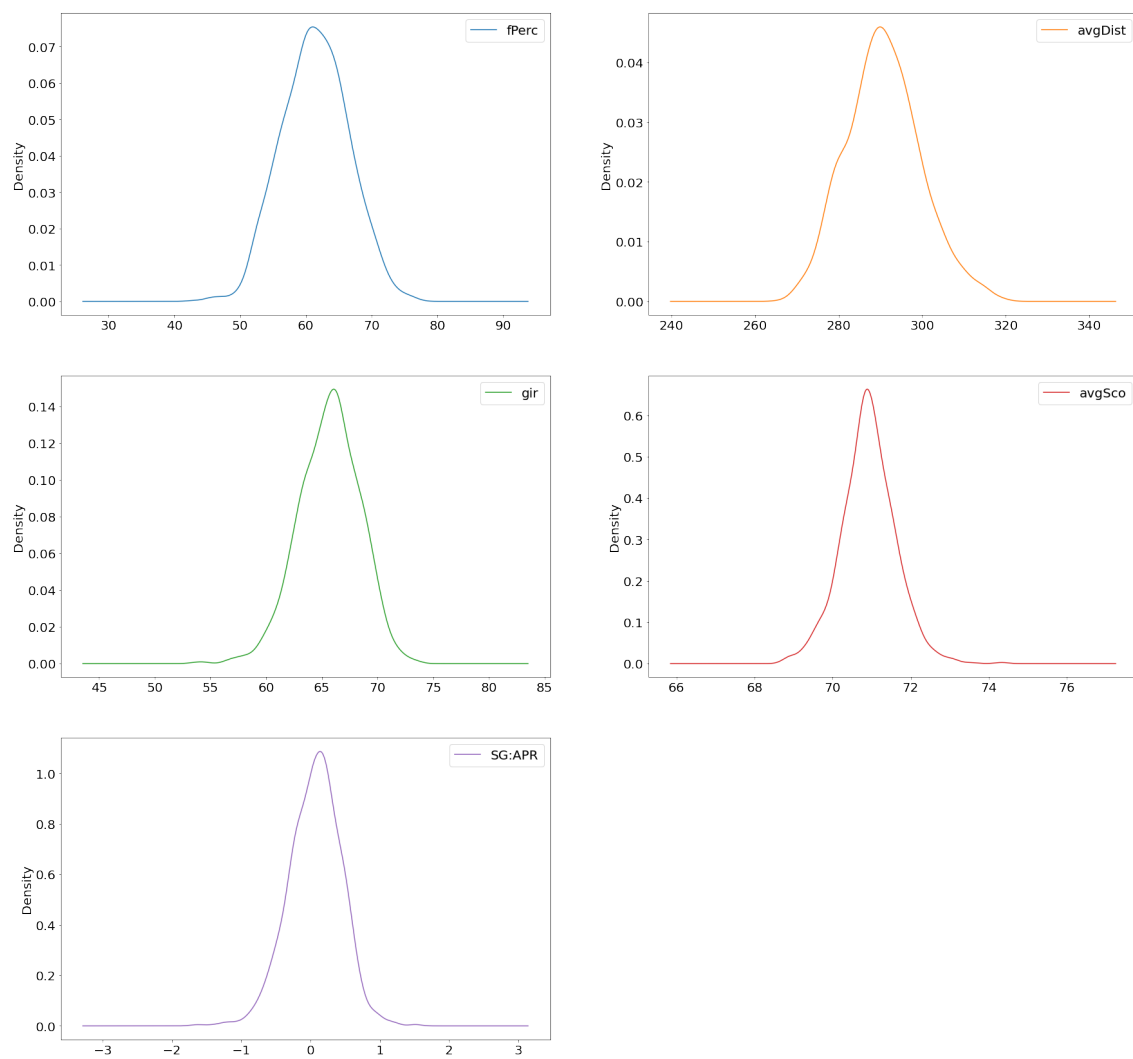 fPerc
Density
0.07
0.06
0.05
0.04
0.03
0.02
0.01
0.00
30 40 50 60 70 80 90
avgDist
Density
0.04
0.03
0.02
0.01
0.00
240 260 280 300 320 340
gir
Density
0.14
0.12
0.10
0.08
0.06
0.04
0.02
0.00
45 50 55 60 65 70 75 80 85
avgSco
Density
0.6
0.5
0.4
0.3
0.2
0.1
0.0
66 68 70 72 74 76
SG:APR
Density
1.0
0.8
0.6
0.4
0.2
0.0
−3 −2 −1 0 1 2 3